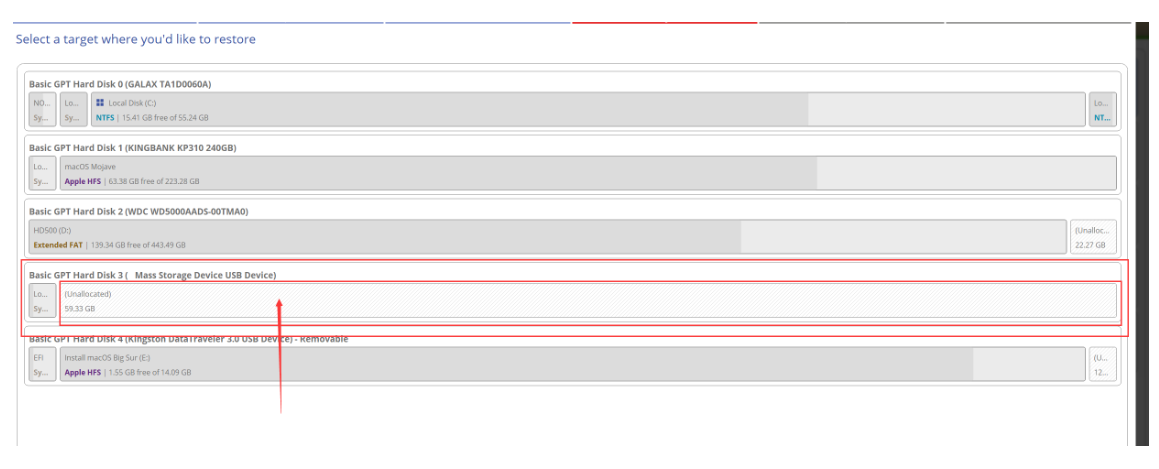 Select a target where you'd like to restore
Basic GPT Hard Disk 0 (GALAX TA1D0060A)
NO... Lo... Local Disk (C:) Lo...
Sy... Sy... NTFS | 15.41 GB free of 55.24 GB NT...
Basic GPT Hard Disk 1 (KINGBANK KP310 240GB)
Lo... macOS Mojave
Sy... Apple HFS | 63.38 GB free of 223.28 GB
Basic GPT Hard Disk 2 (WDC WD5000AADS-00TMA0)
HD500 (D:) (Unalloc...
Extended FAT | 139.34 GB free of 443.49 GB 22.27 GB
Basic GPT Hard Disk 3 ( Mass Storage Device USB Device)
Lo... (Unallocated)
Sy... 59.33 GB
Basic GPT Hard Disk 4 (Kingston DataTraveler 3.0 USB Device) - Removable
EFI Install macOS Big Sur (E:) (U...
Sy... Apple HFS | 1.55 GB free of 14.09 GB 12...